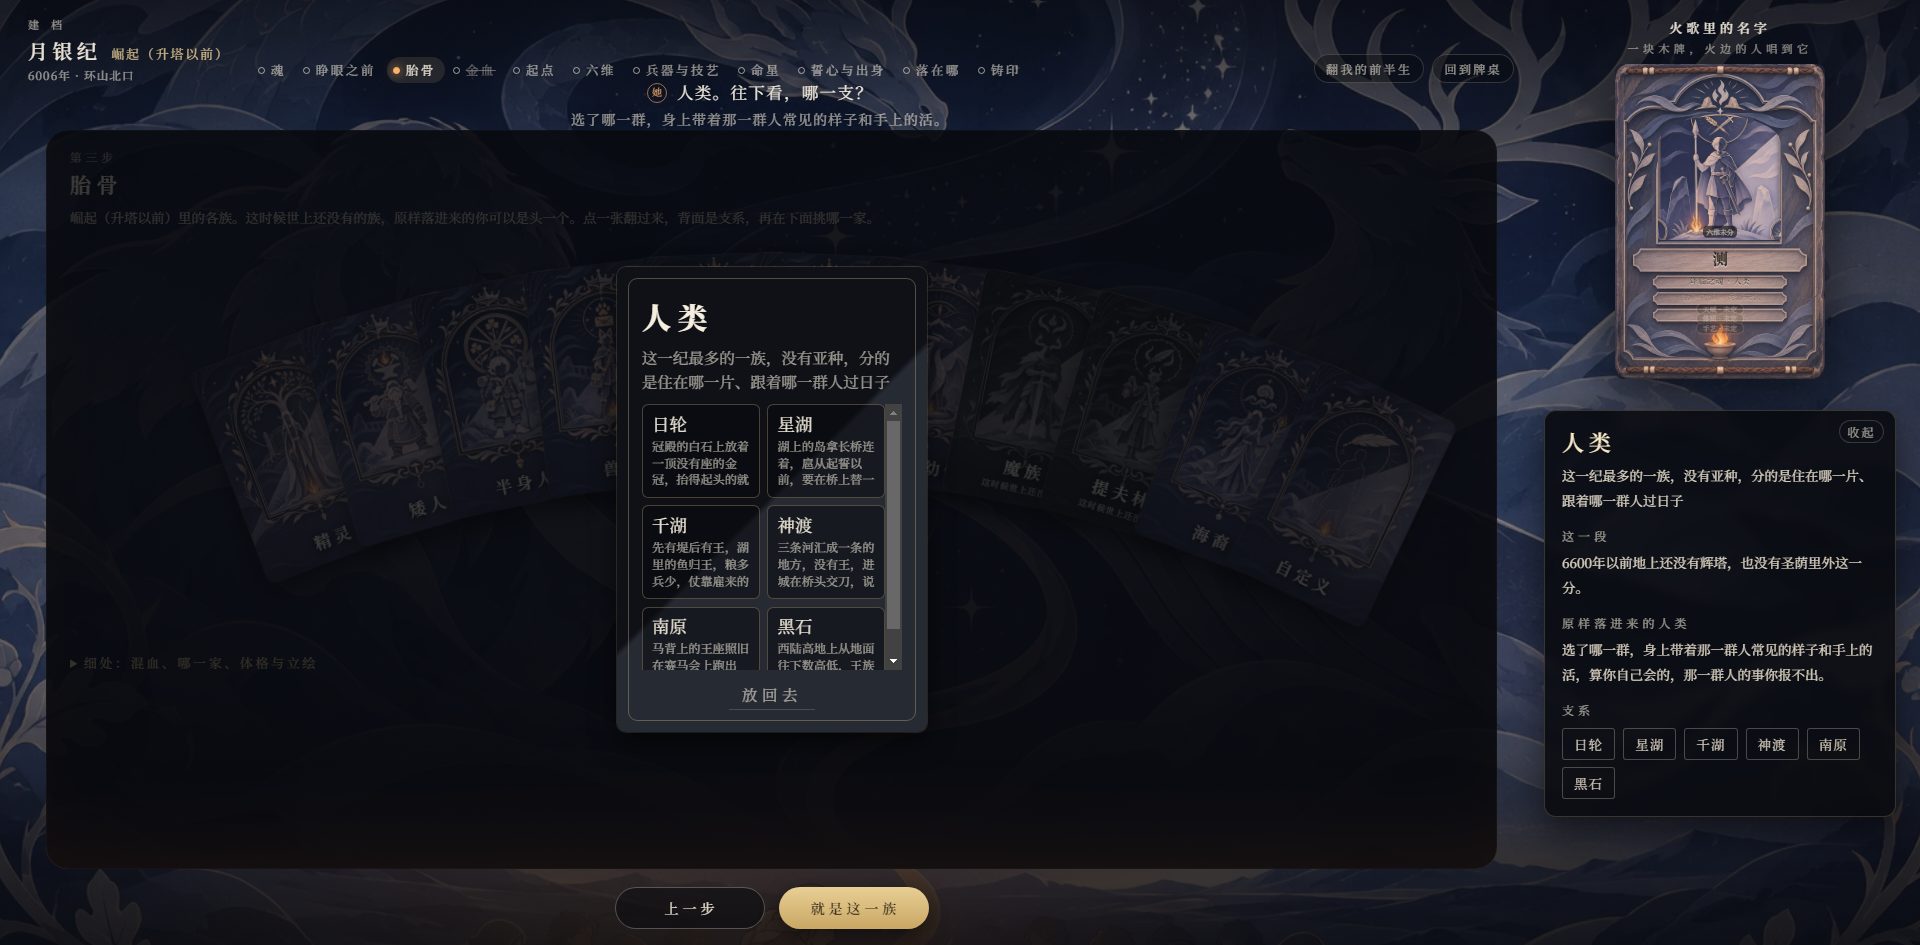 建 档
月银纪 崛起（升塔以前）
6006年 · 环山北口
魂 睁眼之前 胎骨 金血 起点 六维 兵器与技艺 命星 誓心与出身 落在哪 铸印
她 人类。往下看，哪一支？
选了哪一群，身上带着那一群人常见的样子和手上的活。
翻我的前半生 回到牌桌
火歌里的名字
一块木牌，火边的人唱到它
第三步
胎骨
崛起（升塔以前）里的各族。这时候世上还没有的族，原样落进来的你可以是头一个。点一张翻过来，背面是支系，再在下面挑哪一家。
精灵
矮人
半身人
魔族
海裔
自定义
人类
这一纪最多的一族，没有亚种，分的
是住在哪一片、跟着哪一群人过日子
日轮
冠殿的白石上放着
一顶没有座的金
冠，抬得起头的就
星湖
湖上的岛拿长桥连
着，扈从起誓以
前，要在桥上替一
千湖
先有堤后有王，湖
里的鱼归王，粮多
兵少，仗靠雇来的
神渡
三条河汇成一条的
地方，没有王，进
城在桥头交刀，说
南原
马背上的王座照旧
在赛马会上跑出
黑石
西陆高地上从地面
往下数高低，王族
放回去
细处：混血、哪一家、体格与立绘
上一步
就是这一族
六维未分
测
人类
收起
这一纪最多的一族，没有亚种，分的是住在哪一片、
跟着哪一群人过日子
这一段
6600年以前地上还没有辉塔，也没有圣荫里外这一
分。
原样落进来的人类
选了哪一群，身上带着那一群人常见的样子和手上的
活，算你自己会的，那一群人的事你报不出。
支系
日轮 星湖 千湖 神渡 南原
黑石